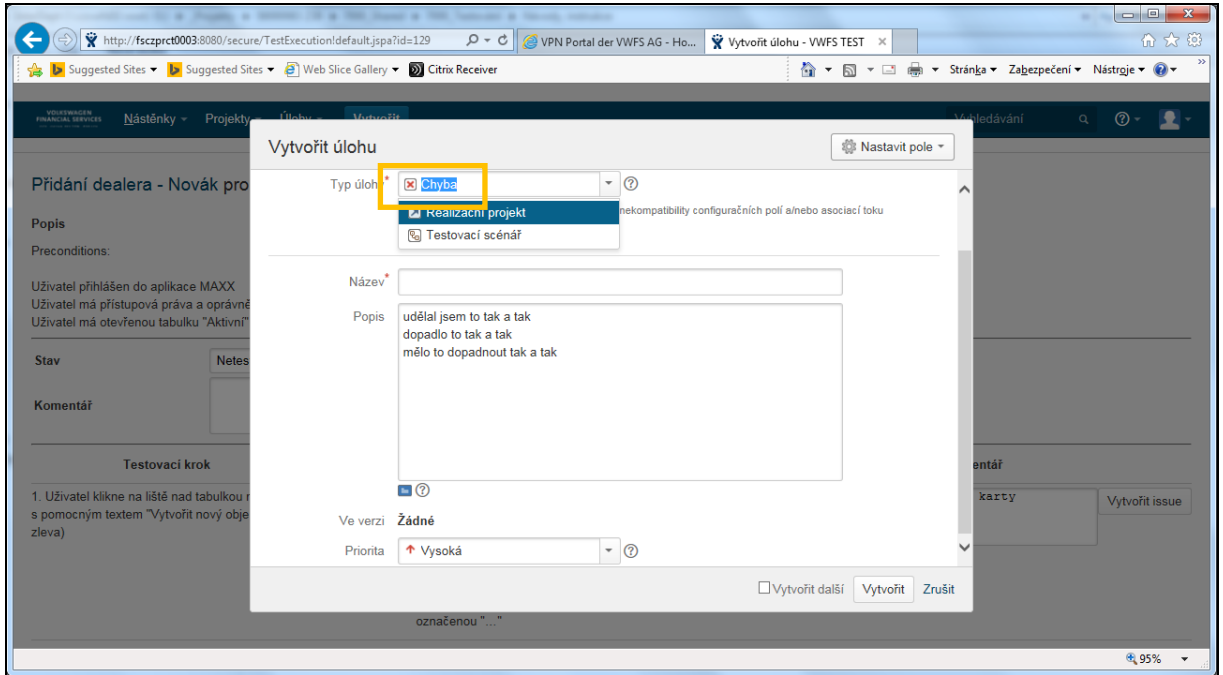 http://fsczprct0003:8080/secure/TestExecution!default.jspa?id=129
VPN Portal der VWFS AG - Ho...
Vytvořit úlohu - VWFS TEST
Suggested Sites
Suggested Sites
Web Slice Gallery
Citrix Receiver
Stránka
Zabezpečení
Nástroje
VOLKSWAGEN
FINANCIAL SERVICES
Nástěnky
Projekty
Úlohy
Vytvořit
Vyhledávání
Vytvořit úlohu
Nastavit pole
Přidání dealera - Novák pro
Typ úlohy*
Chyba
Realizační projekt
nekompatibility configuračních polí a/nebo asociací toku
Testovací scénář
Popis
Preconditions:
Uživatel přihlášen do aplikace MAXX
Uživatel má přístupová práva a oprávně
Uživatel má otevřenou tabulku "Aktivní"
Název*
Popis
udělal jsem to tak a tak
dopadlo to tak a tak
mělo to dopadnout tak a tak
Stav
Netes
Komentář
Testovací krok
entář
1. Uživatel klikne na liště nad tabulkou
s pomocným textem "Vytvořit nový obje
zleva)
karty
Vytvořit issue
Ve verzi Žádné
Priorita
Vysoká
Vytvořit další
Vytvořit
Zrušit
označenou "..."
95%